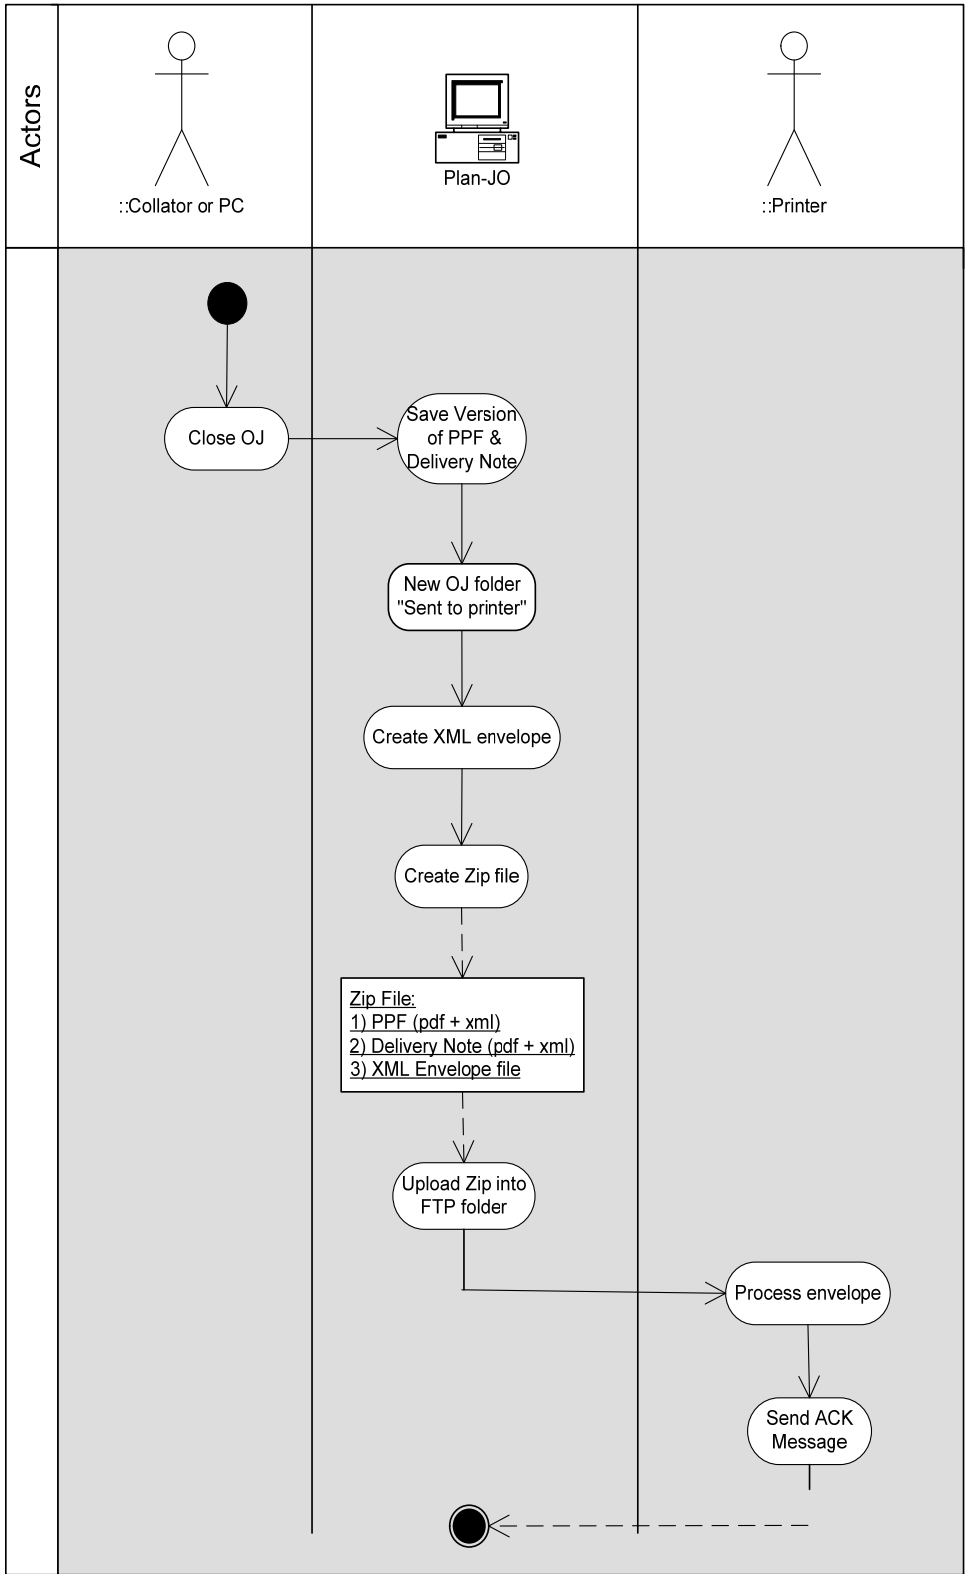 Actors
::Collator or PC
Plan-JO
::Printer
Close OJ
Save Version
of PPF &
Delivery Note
New OJ folder
"Sent to printer"
Create XML envelope
Create Zip file
Zip File:
1) PPF (pdf + xml)
2) Delivery Note (pdf + xml)
3) XML Envelope file
Upload Zip into
FTP folder
Process envelope
Send ACK
Message